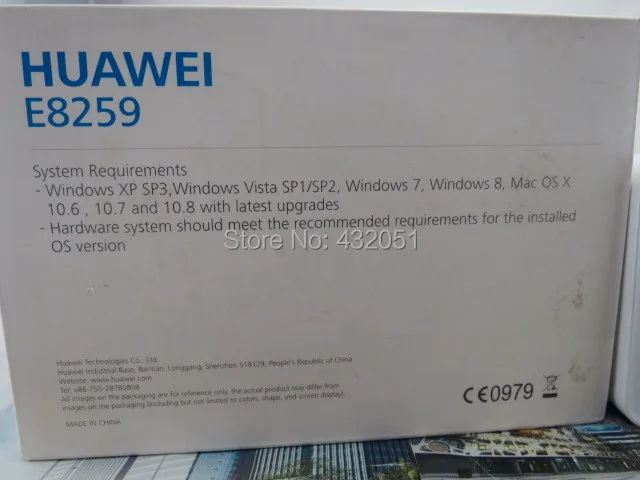 HUAWEI
E8259
System Requirements
- Windows XP SP3,Windows Vista SP1/SP2, Windows 7, Windows 8, Mac OS X
10.6 , 10.7 and 10.8 with latest upgrades
- Hardware system should meet the recommended requirements for the installed
OS version
Store No: 432051
Huawei Technologies Co., Ltd.
Huawei Industrial Base, Bantian, Longgang, Shenzhen 518129, People's Republic of China
Website: www.huawei.com
Tel: +86-755-28780808
All images on the packaging are for reference only, the actual product may differ from
images on the packaging (including but not limited to colors, shape, and screen display).
MADE IN CHINA
CE0979